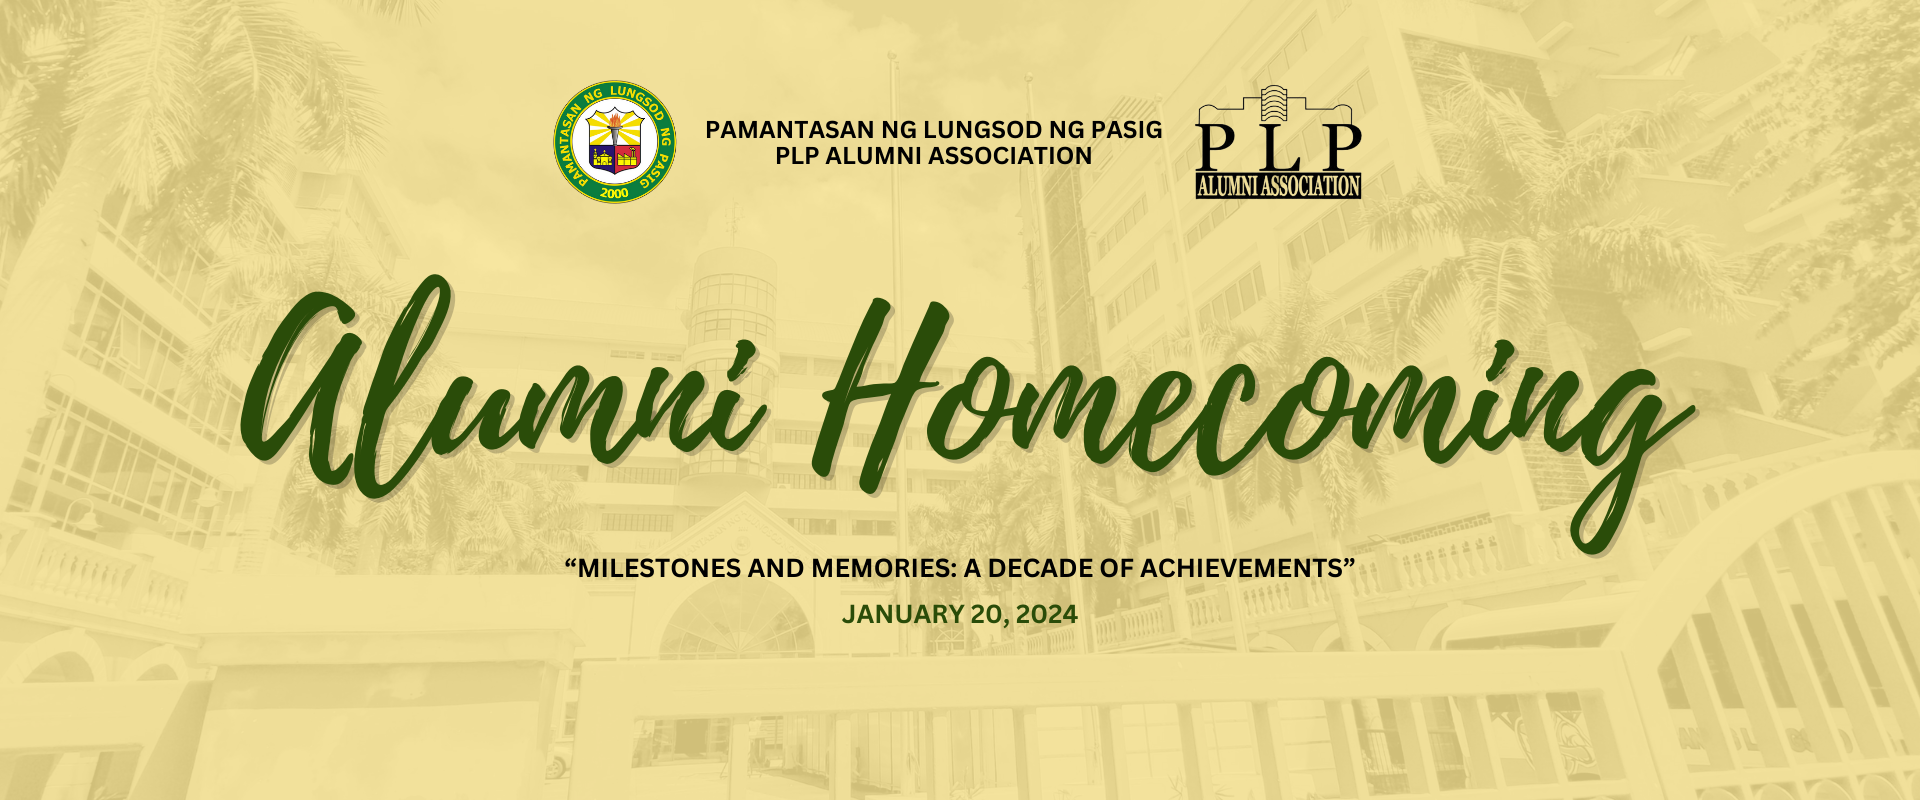 PAMANTASAN NG LUNGSOD NG PASIG
2000
PAMANTASAN NG LUNGSOD NG PASIG
PLP ALUMNI ASSOCIATION
PLP
ALUMNI ASSOCIATION
Alumni Homecoming
“MILESTONES AND MEMORIES: A DECADE OF ACHIEVEMENTS”
JANUARY 20, 2024